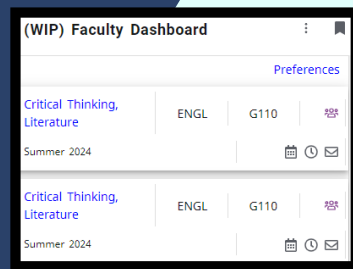 (WIP) Faculty Dashboard
Preferences
Critical Thinking,
Literature
ENGL
G110
Summer 2024
Critical Thinking,
Literature
ENGL
G110
Summer 2024